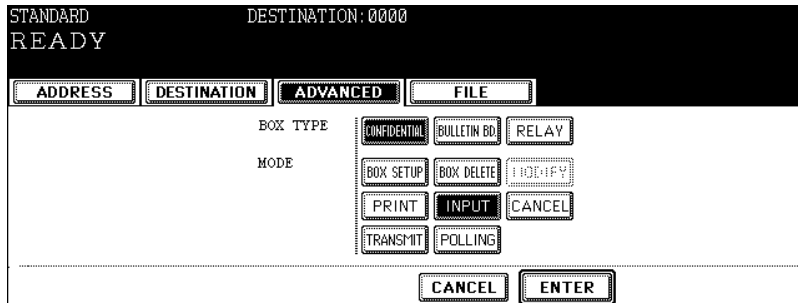 STANDARD DESTINATION:0000
READY
ADDRESS DESTINATION ADVANCED FILE
BOX TYPE CONFIDENTIAL BULLETIN BD. RELAY
MODE BOX SETUP BOX DELETE MODIFY
PRINT INPUT CANCEL
TRANSMIT POLLING
CANCEL ENTER